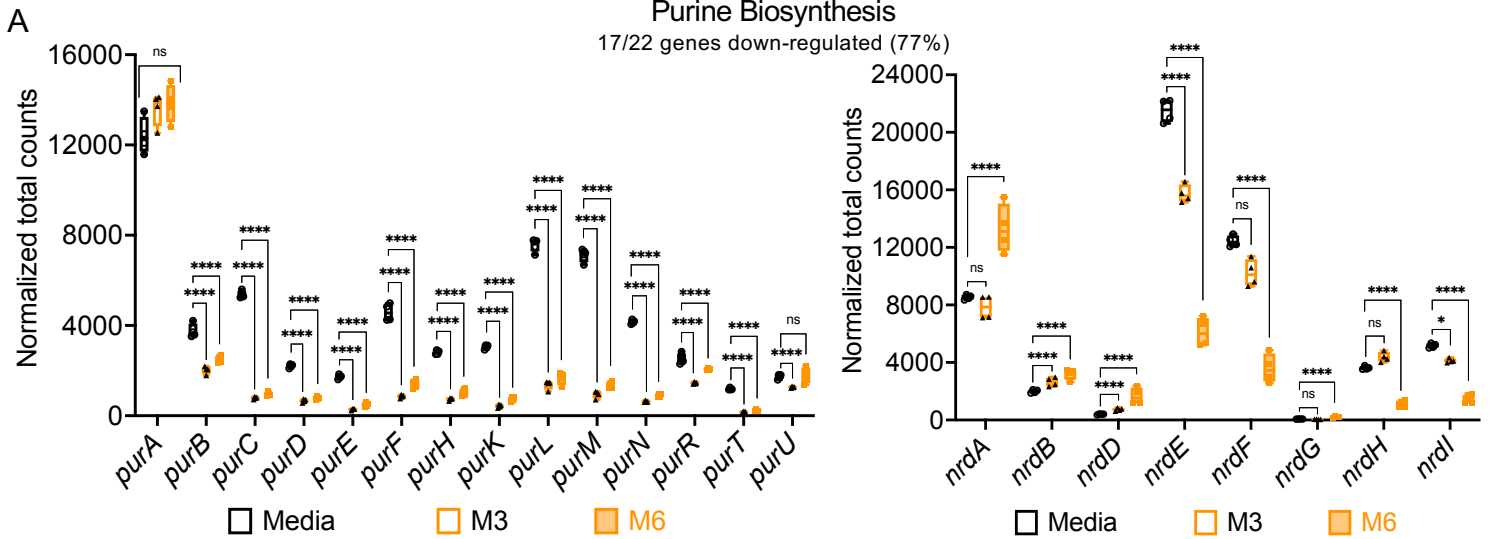 A
Purine Biosynthesis
17/22 genes down-regulated (77%)
Normalized total counts
16000
12000
8000
4000
0
ns
**** ****
**** ****
**** ****
**** ****
**** ****
**** ****
**** ****
**** ****
**** ****
**** ****
**** ****
**** ****
**** ns
purA purB purC purD purE purF purH purK purL purM purN purR purT purU
Media M3 M6
Normalized total counts
24000
20000
16000
12000
8000
4000
0
ns ****
**** ****
**** ****
**** ****
ns ****
ns ****
ns ****
* ****
nrdA nrdB nrdD nrdE nrdF nrdG nrdH nrdI
Media M3 M6